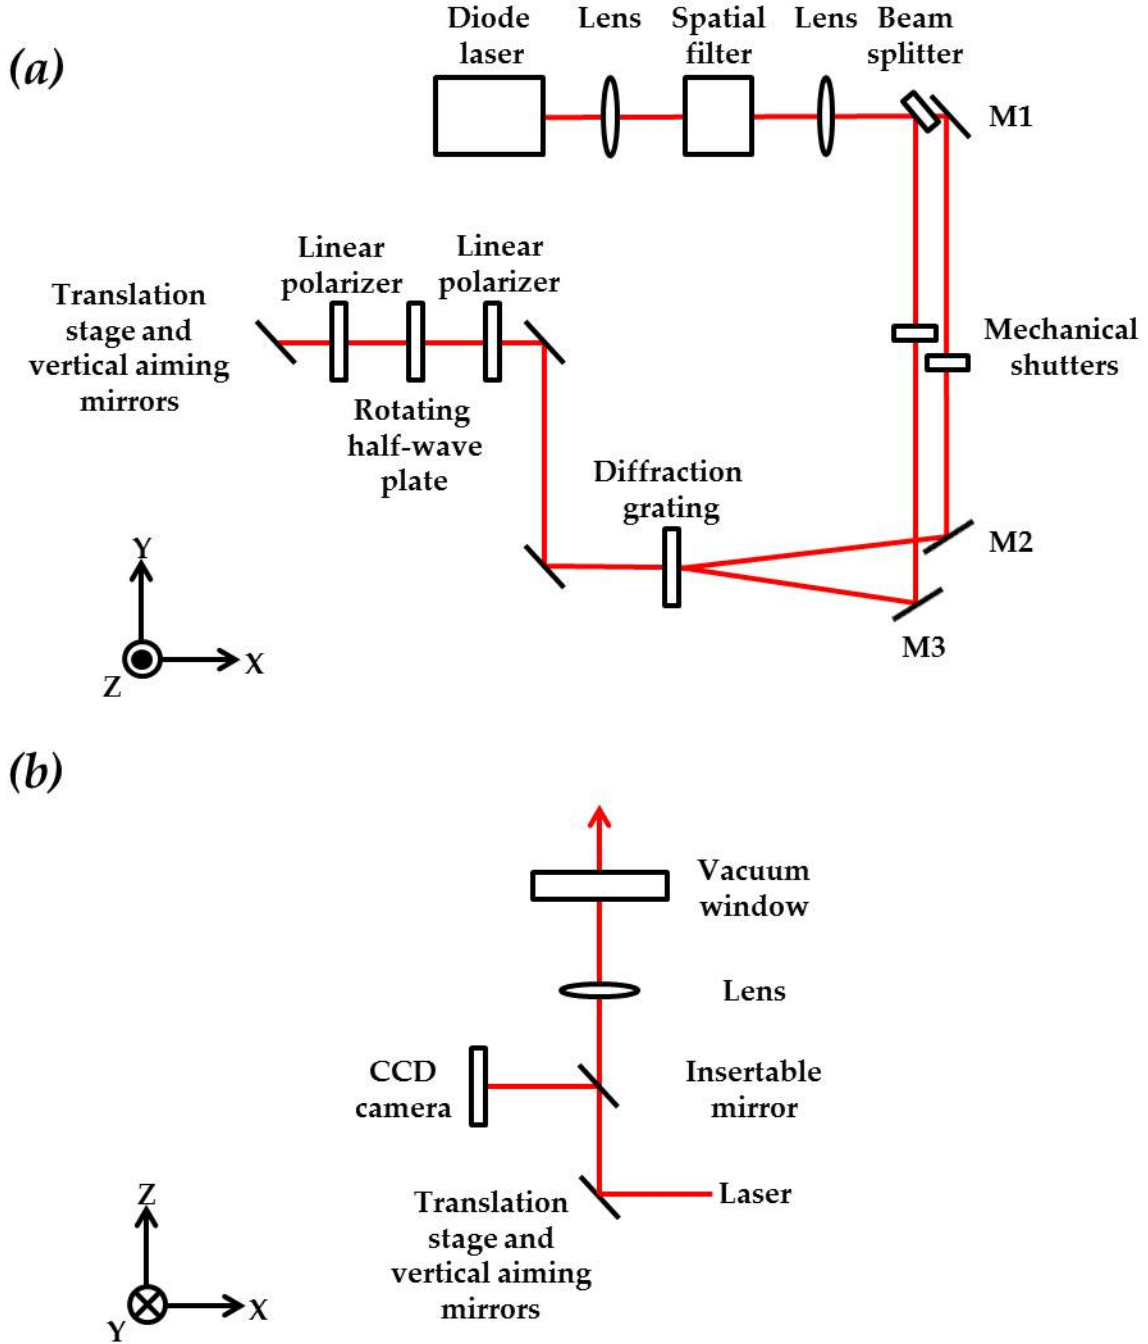 (a)
Diode
laser
Lens
Spatial
filter
Lens
Beam
splitter
M1
Linear
polarizer
Linear
polarizer
Translation
stage and
vertical aiming
mirrors
Mechanical
shutters
Rotating
half-wave
plate
Diffraction
grating
M2
M3
Y
X
Z
(b)
Vacuum
window
Lens
CCD
camera
Insertable
mirror
Laser
Translation
stage and
vertical aiming
mirrors
Z
X
Y